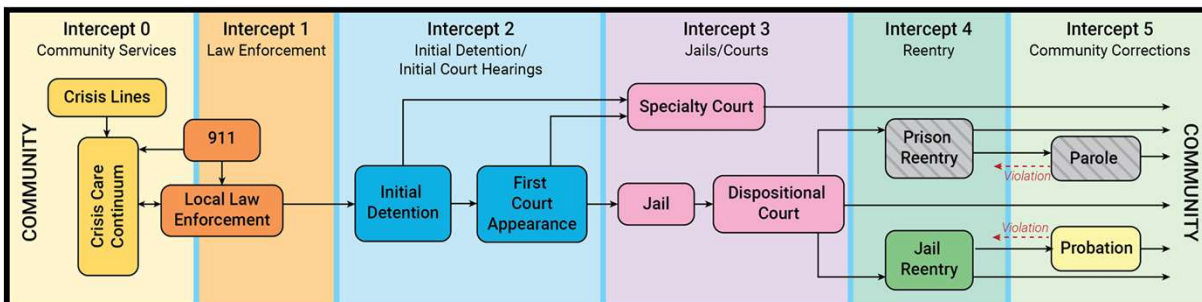 Intercept 0
Community Services
Intercept 1
Law Enforcement
Intercept 2
Initial Detention/
Initial Court Hearings
Intercept 3
Jails/Courts
Intercept 4
Reentry
Intercept 5
Community Corrections
COMMUNITY
Crisis Lines
911
Crisis Care
Continuum
Local Law
Enforcement
Initial
Detention
First
Court
Appearance
Specialty Court
Jail
Dispositional
Court
Prison
Reentry
Parole
Violation
Jail
Reentry
Probation
Violation
COMMUNITY